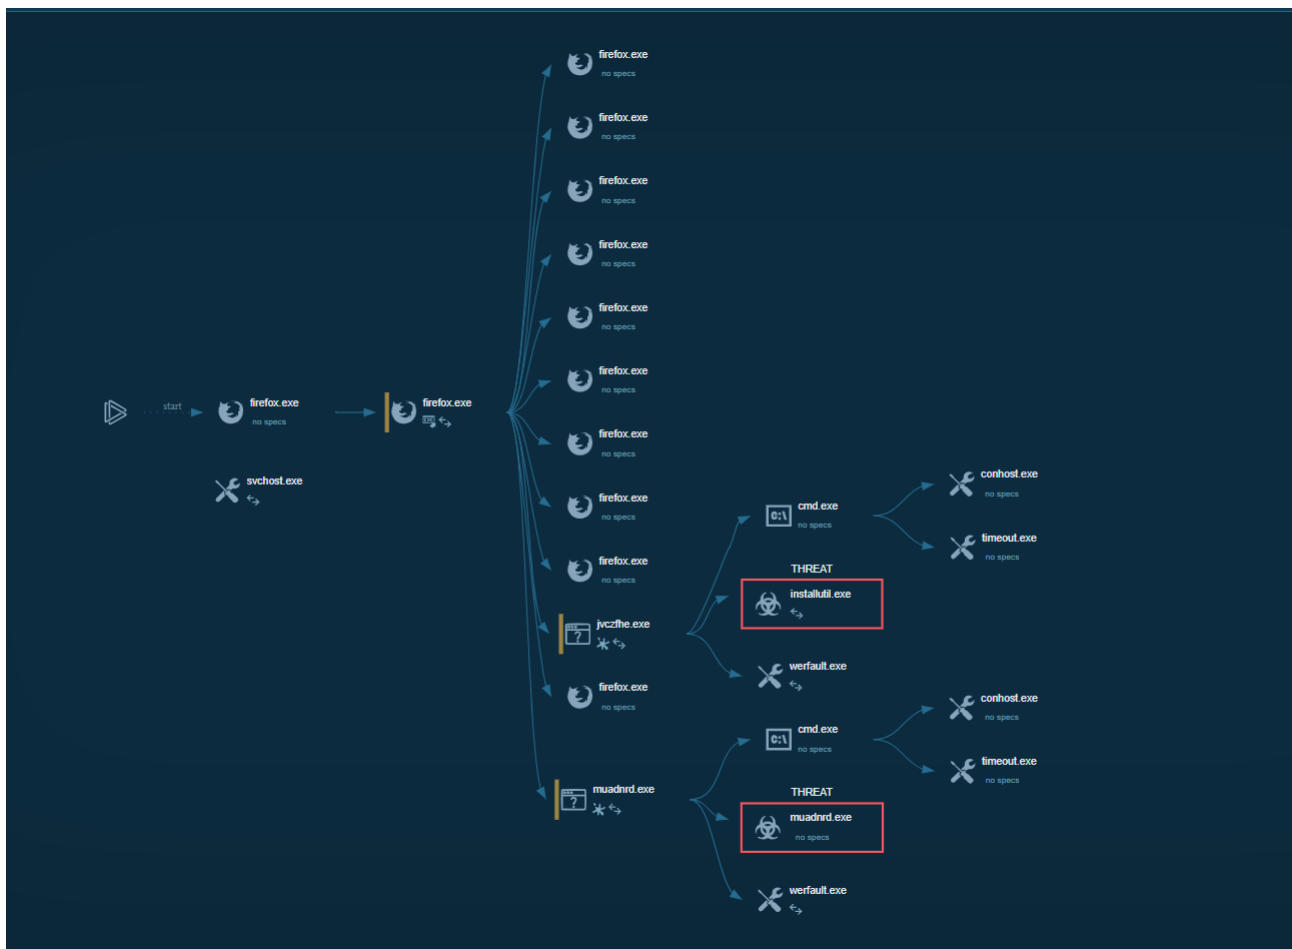 firefox.exe
no specs
firefox.exe
no specs
firefox.exe
no specs
firefox.exe
no specs
firefox.exe
no specs
firefox.exe
no specs
start
firefox.exe
no specs
firefox.exe
firefox.exe
no specs
svchost.exe
firefox.exe
no specs
firefox.exe
no specs
jvczfhe.exe
firefox.exe
no specs
muadnrd.exe
C:\
cmd.exe
no specs
THREAT
installutil.exe
werfault.exe
conhost.exe
no specs
timeout.exe
no specs
C:\
cmd.exe
no specs
THREAT
muadnrd.exe
no specs
werfault.exe
conhost.exe
no specs
timeout.exe
no specs